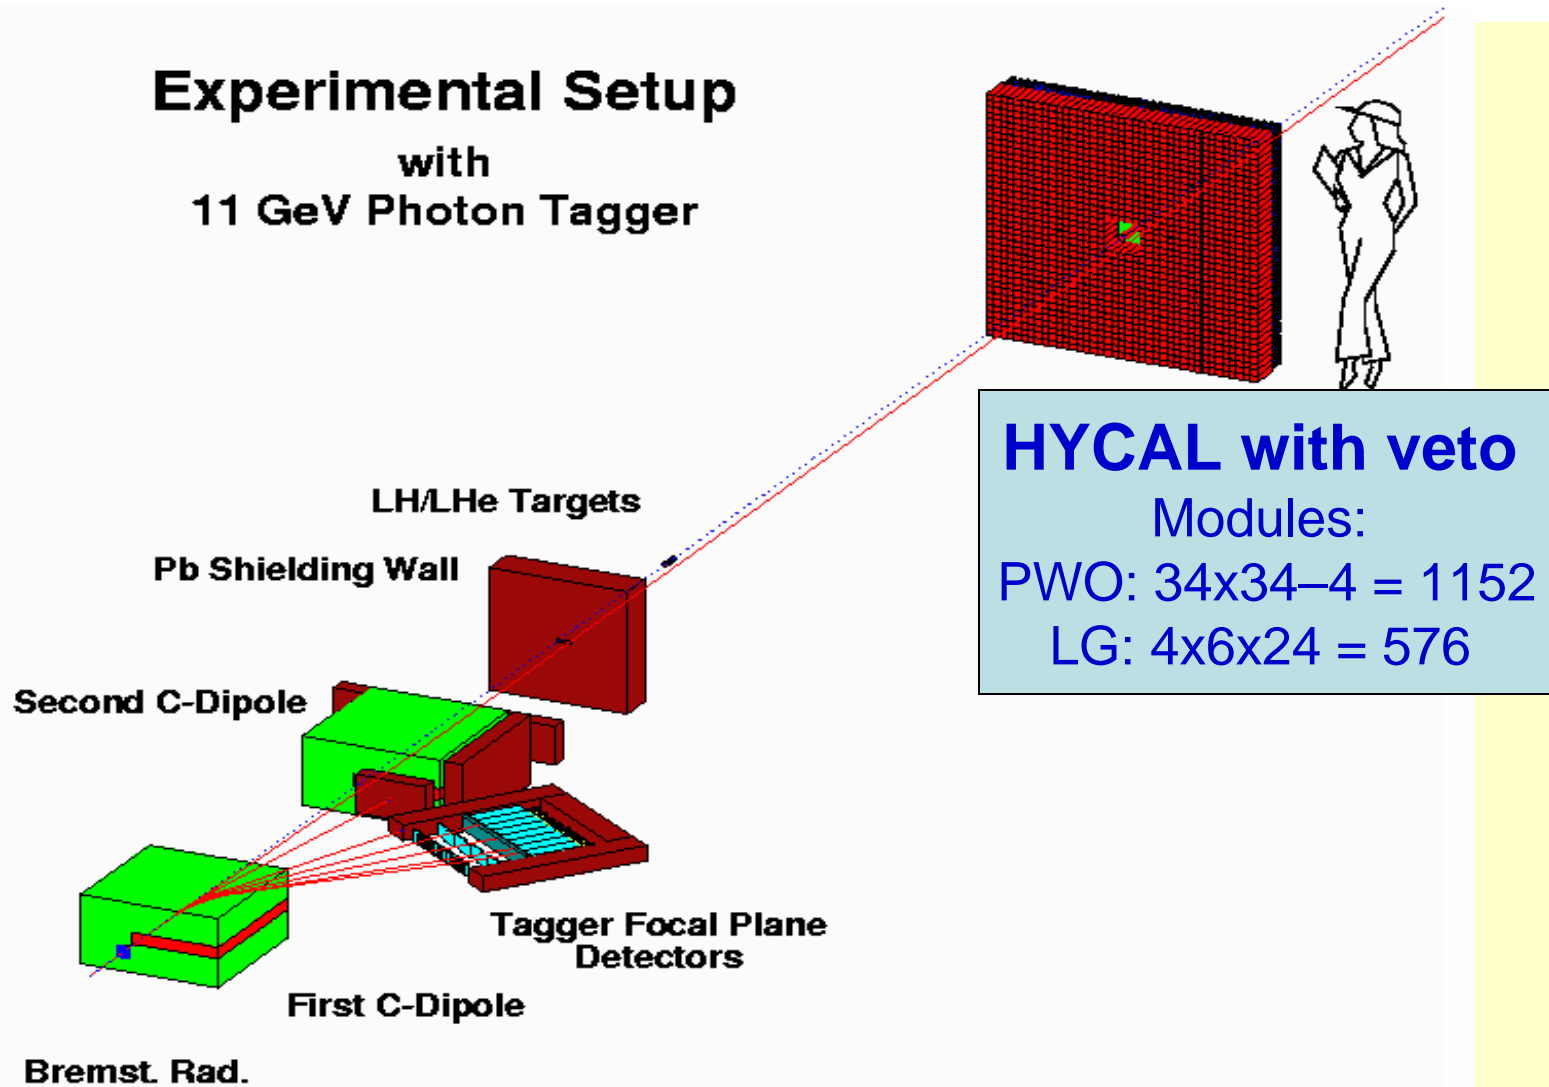 Experimental Setup
with
11 GeV Photon Tagger
HYCAL with veto
Modules:
PWO: 34x34–4 = 1152
LG: 4x6x24 = 576
LH/LHe Targets
Pb Shielding Wall
Second C-Dipole
Tagger Focal Plane
Detectors
First C-Dipole
Bremst. Rad.